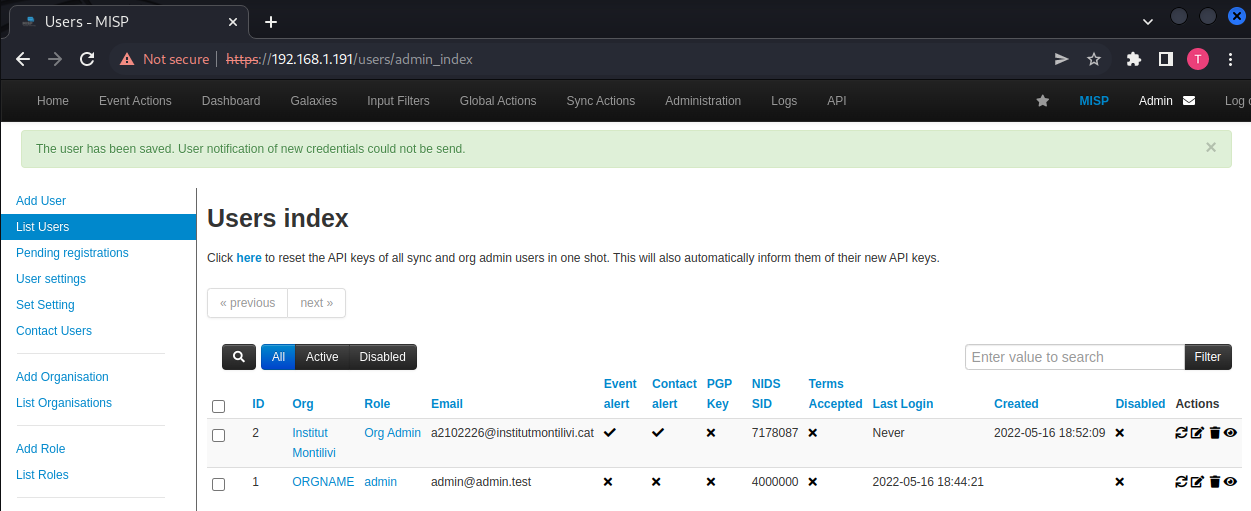 Users - MISP
Not secure https://192.168.1.191/users/admin_index
T
Home Event Actions Dashboard Galaxies Input Filters Global Actions Sync Actions Administration Logs API MISP Admin Log o
The user has been saved. User notification of new credentials could not be send. ×
Add User
List Users
Pending registrations
User settings
Set Setting
Contact Users
Add Organisation
List Organisations
Add Role
List Roles
Users index
Click here to reset the API keys of all sync and org admin users in one shot. This will also automatically inform them of their new API keys.
« previous next »
All Active Disabled Enter value to search Filter
ID Org Role Email Event alert Contact alert PGP Key NIDS SID Terms Accepted Last Login Created Disabled Actions
2 Institut Montilivi Org Admin a2102226@institutmontilivi.cat 7178087 Never 2022-05-16 18:52:09
1 ORGNAME admin admin@admin.test 4000000 2022-05-16 18:44:21